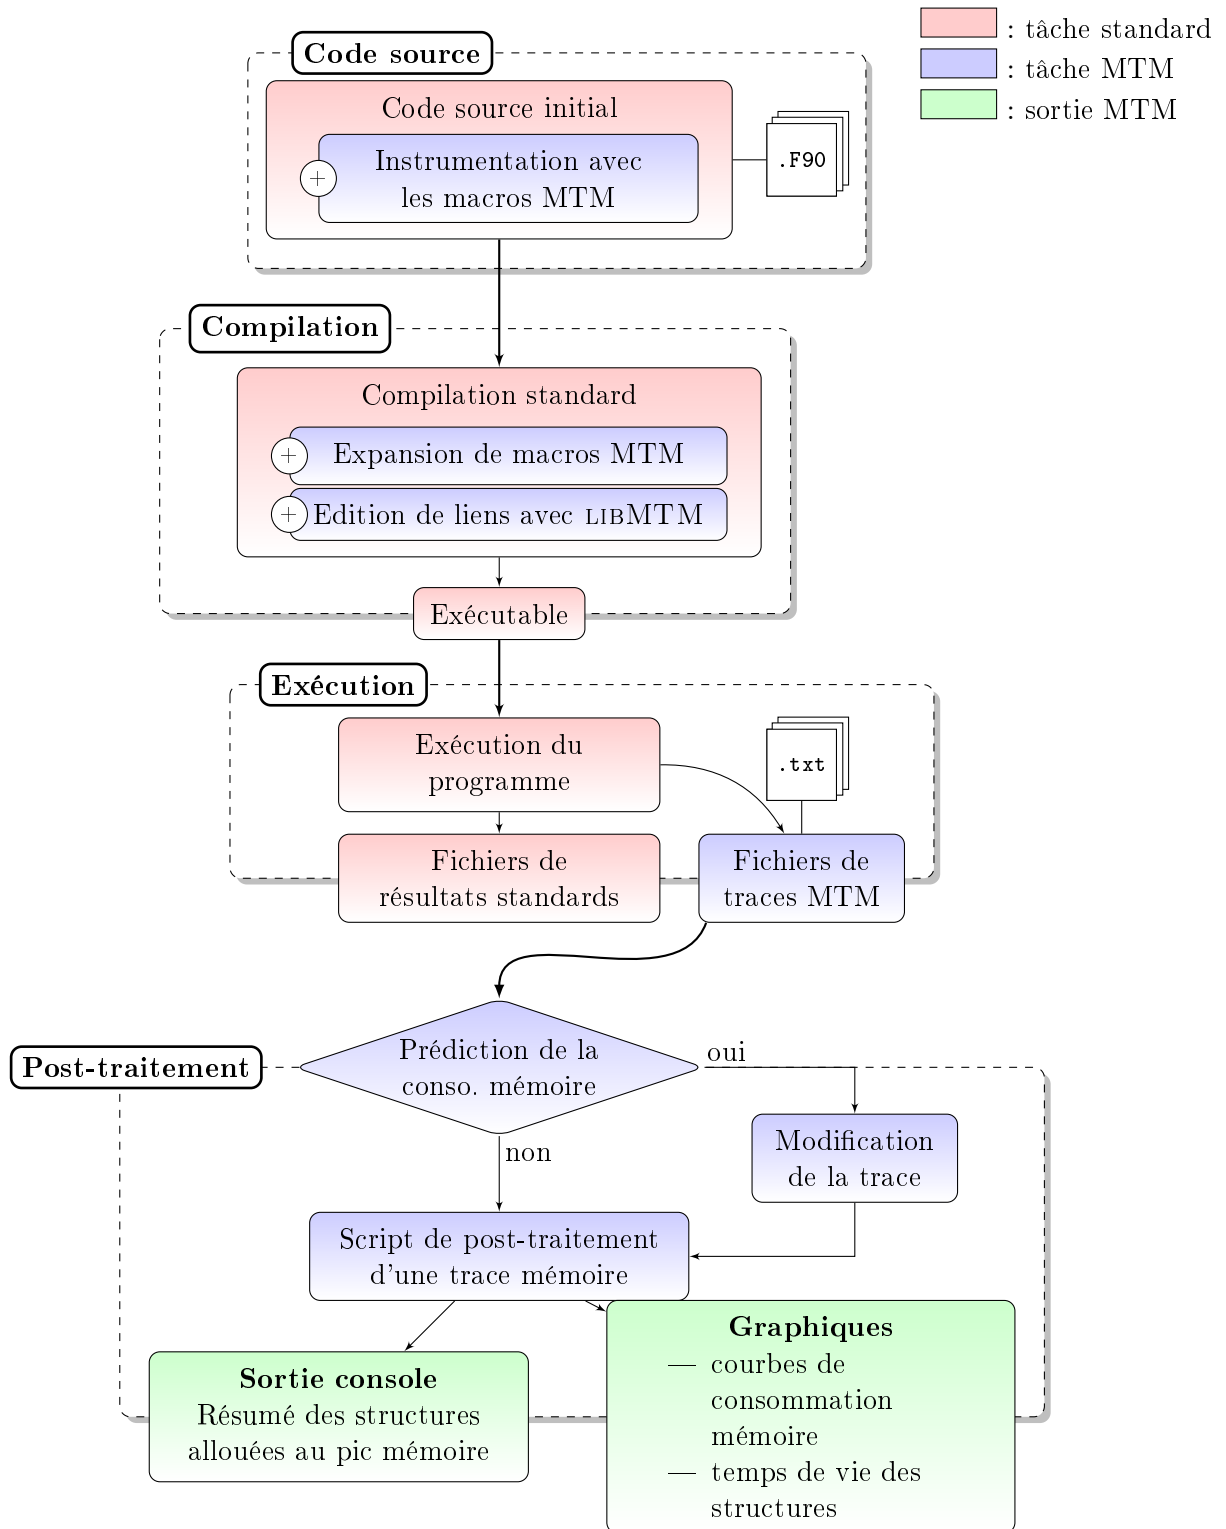 : tâche standard
: tâche MTM
: sortie MTM
Code source
Code source initial
+
Instrumentation avec
les macros MTM
.F90
Compilation
Compilation standard
+
Expansion de macros MTM
+
Edition de liens avec LIBMTM
Exécutable
Exécution
Exécution du
programme
.txt
Fichiers de
résultats standards
Fichiers de
traces MTM
Post-traitement
Prédiction de la
conso. mémoire
oui
non
Modification
de la trace
Script de post-traitement
d'une trace mémoire
Sortie console
Résumé des structures
allouées au pic mémoire
Graphiques
— courbes de
consommation
mémoire
— temps de vie des
structures